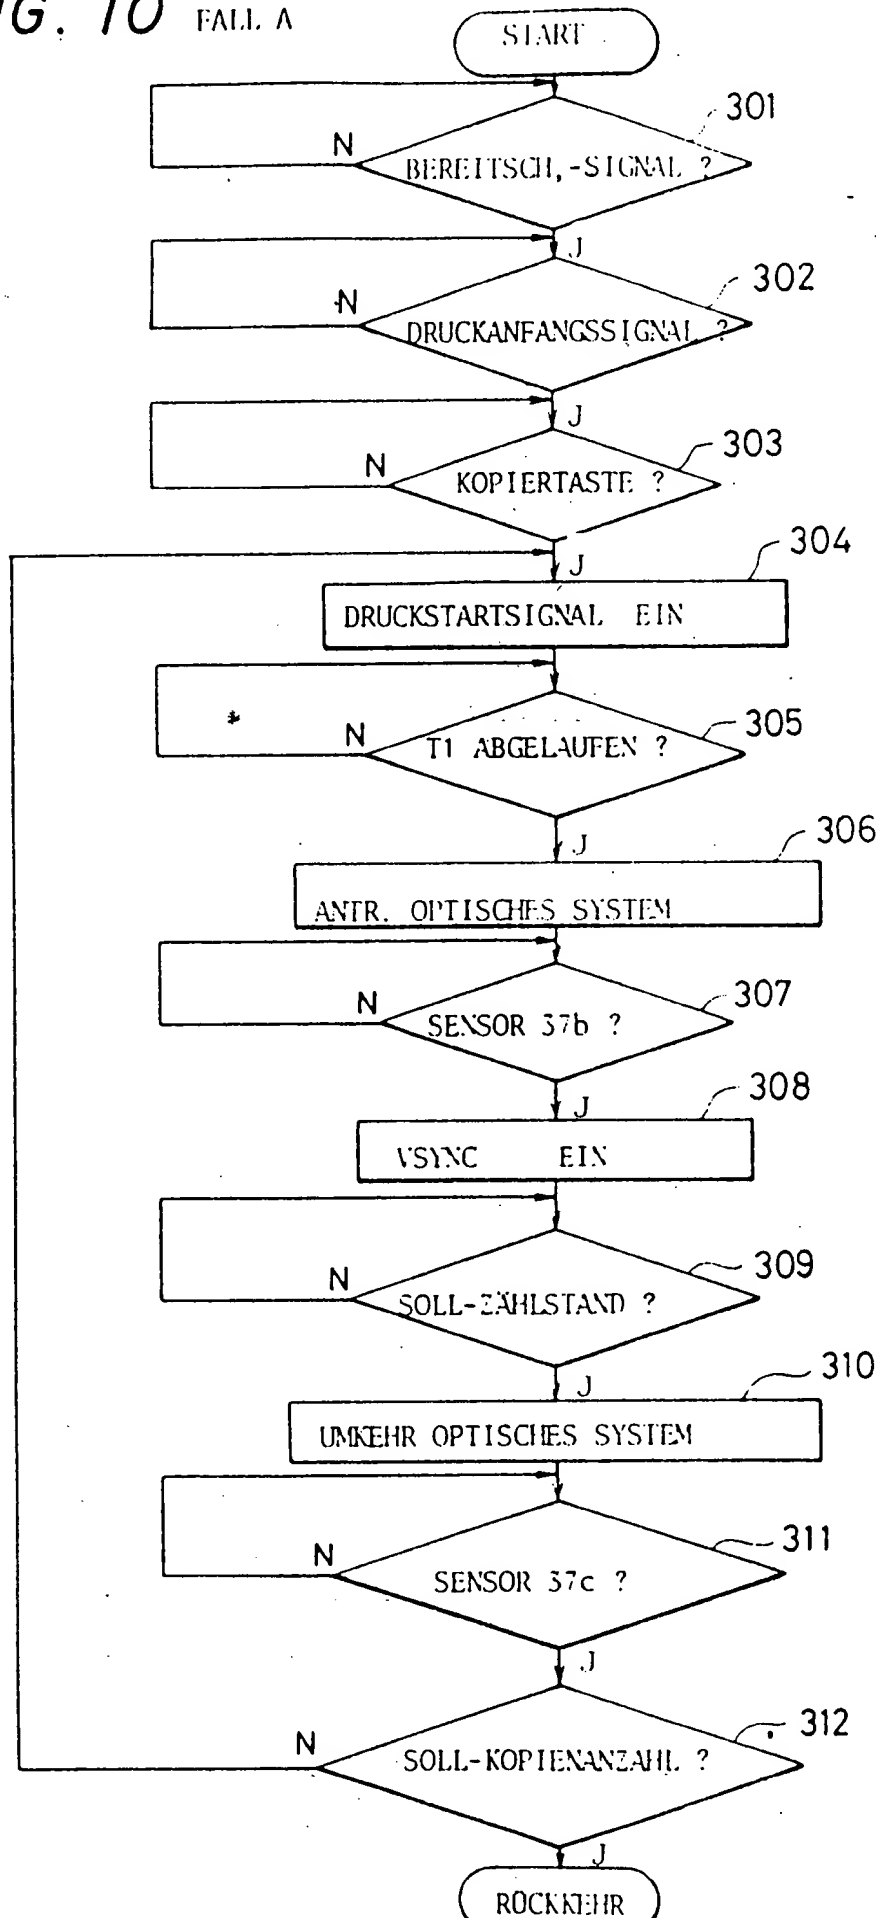 IG. 10 FALL A
START
301
N
BEREITSCH,-SIGNAL ?
J
302
N
DRUCKANFANGSSIGNAL ?
J
303
N
KOPIERTASTE ?
J
304
DRUCKSTARTSIGNAL EIN
305
N
T1 ABGELAUFEN ?
J
306
ANTR. OPTISCHES SYSTEM
307
N
SENSOR 37b ?
J
308
VSYNC EIN
309
N
SOLL-ZÄHLSTAND ?
J
310
UMKEHR OPTISCHES SYSTEM
311
N
SENSOR 37c ?
J
312
N
SOLL-KOPIENANZAHL ?
J
RÜCKKEHR